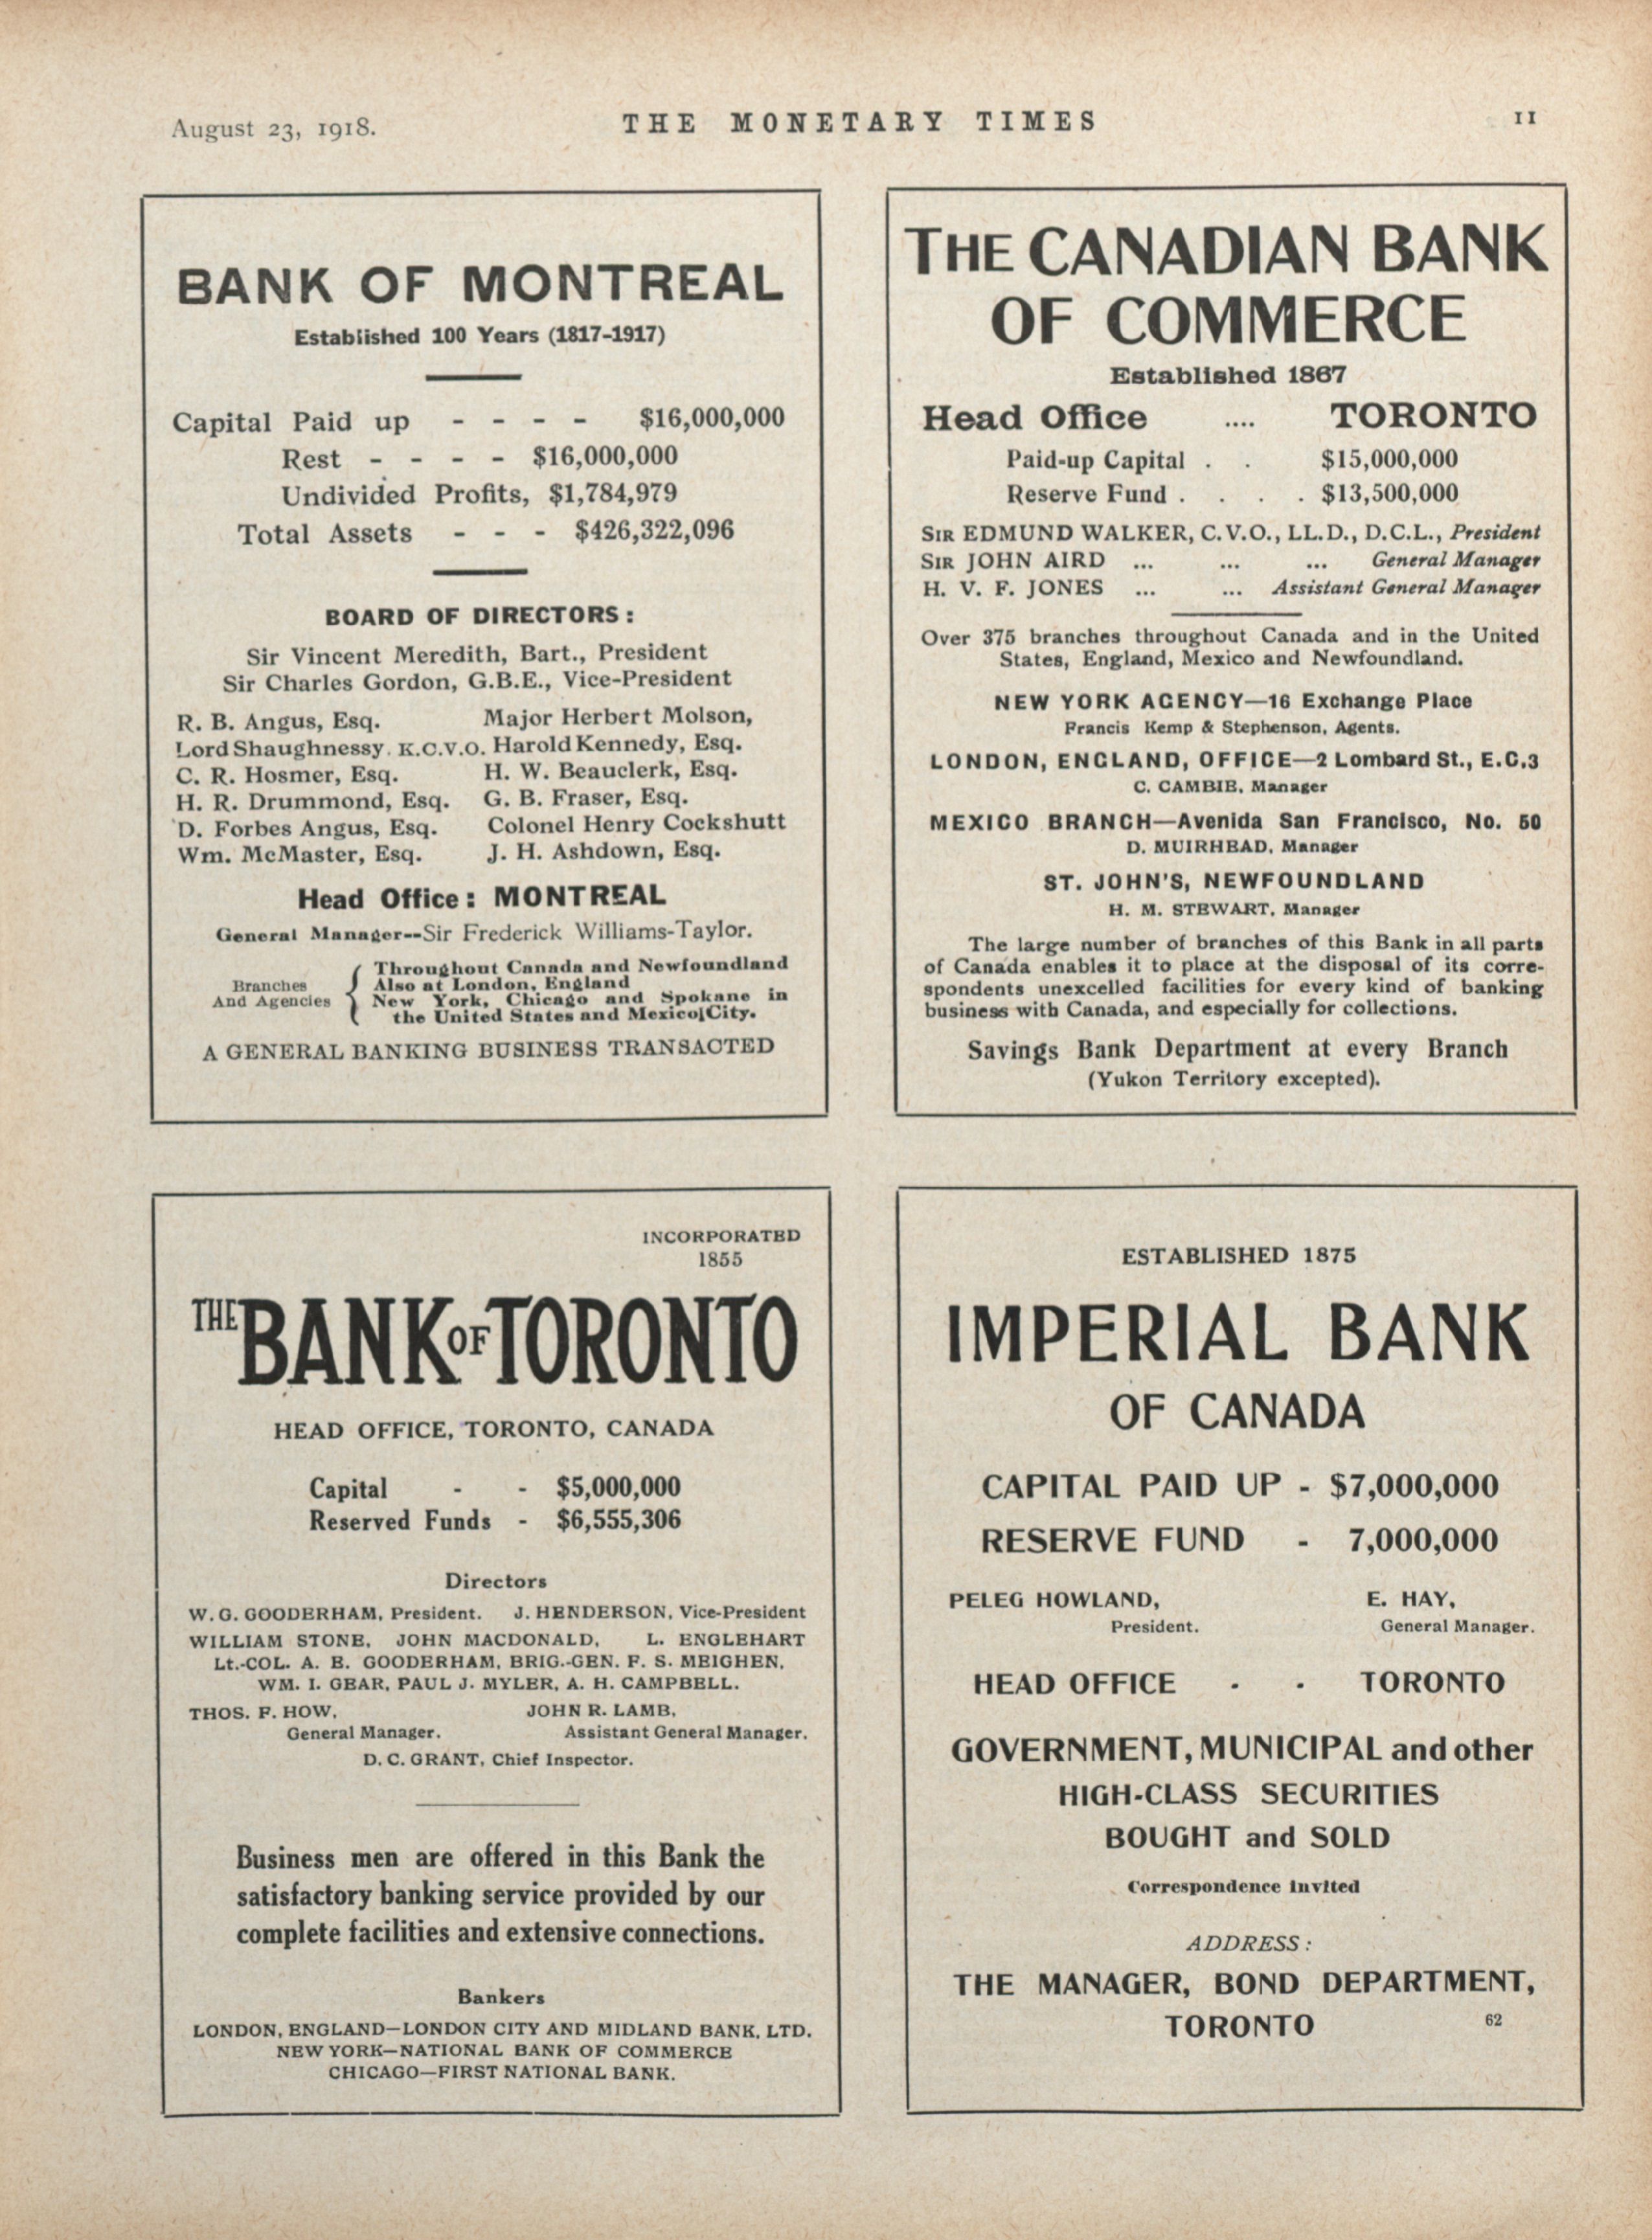 August 23, 1918.
THE MONETARY TIMES
11
BANK OF MONTREAL
Established 100 Years (1817-1917)
Capital Paid up - - - - $16,000,000
Rest - - - - $16,000,000
Undivided Profits, $1,784,979
Total Assets - - - $426,322,096
BOARD OF DIRECTORS:
Sir Vincent Meredith, Bart., President
Sir Charles Gordon, G.B.E., Vice-President
R. B. Angus, Esq. Major Herbert Molson,
Lord Shaughnessy, K.C.V.O. Harold Kennedy, Esq.
C. R. Hosmer, Esq. H. W. Beauclerk, Esq.
H. R. Drummond, Esq. G. B. Fraser, Esq.
D. Forbes Angus, Esq. Colonel Henry Cockshutt
Wm. McMaster, Esq. J. H. Ashdown, Esq.
Head Office: MONTREAL
General Manager--Sir Frederick Williams-Taylor.
Branches
And Agencies
Throughout Canada and Newfoundland
Also at London, England
New York, Chicago and Spokane in
the United States and Mexico City.
A GENERAL BANKING BUSINESS TRANSACTED
THE CANADIAN BANK
OF COMMERCE
Established 1867
Head Office .... TORONTO
Paid-up Capital . . $15,000,000
Reserve Fund . . . . $13,500,000
SIR EDMUND WALKER, C.V.O., LL.D., D.C.L., President
SIR JOHN AIRD ... ... ... General Manager
H. V. F. JONES ... ... Assistant General Manager
Over 375 branches throughout Canada and in the United
States, England, Mexico and Newfoundland.
NEW YORK AGENCY—16 Exchange Place
Francis Kemp & Stephenson, Agents.
LONDON, ENGLAND, OFFICE—2 Lombard St., E.C.3
C. CAMBIE, Manager
MEXICO BRANCH—Avenida San Francisco, No. 50
D. MUIRHEAD, Manager
ST. JOHN'S, NEWFOUNDLAND
H. M. STEWART, Manager
The large number of branches of this Bank in all parts
of Canada enables it to place at the disposal of its corre-
spondents unexcelled facilities for every kind of banking
business with Canada, and especially for collections.
Savings Bank Department at every Branch
(Yukon Territory excepted).
INCORPORATED
1855
THE BANK OF TORONTO
HEAD OFFICE, TORONTO, CANADA
Capital - - $5,000,000
Reserved Funds - $6,555,306
Directors
W. G. GOODERHAM, President. J. HENDERSON, Vice-President
WILLIAM STONE, JOHN MACDONALD, L. ENGLEHART
Lt.-COL. A. E. GOODERHAM, BRIG.-GEN. F. S. MEIGHEN,
WM. I. GEAR, PAUL J. MYLER, A. H. CAMPBELL.
THOS. F. HOW, JOHN R. LAMB,
General Manager. Assistant General Manager.
D. C. GRANT, Chief Inspector.
Business men are offered in this Bank the
satisfactory banking service provided by our
complete facilities and extensive connections.
Bankers
LONDON, ENGLAND—LONDON CITY AND MIDLAND BANK, LTD.
NEW YORK—NATIONAL BANK OF COMMERCE
CHICAGO—FIRST NATIONAL BANK.
ESTABLISHED 1875
IMPERIAL BANK
OF CANADA
CAPITAL PAID UP - $7,000,000
RESERVE FUND - 7,000,000
PELEG HOWLAND, E. HAY,
President. General Manager.
HEAD OFFICE - - TORONTO
GOVERNMENT, MUNICIPAL and other
HIGH-CLASS SECURITIES
BOUGHT and SOLD
Correspondence invited
ADDRESS:
THE MANAGER, BOND DEPARTMENT,
TORONTO 62